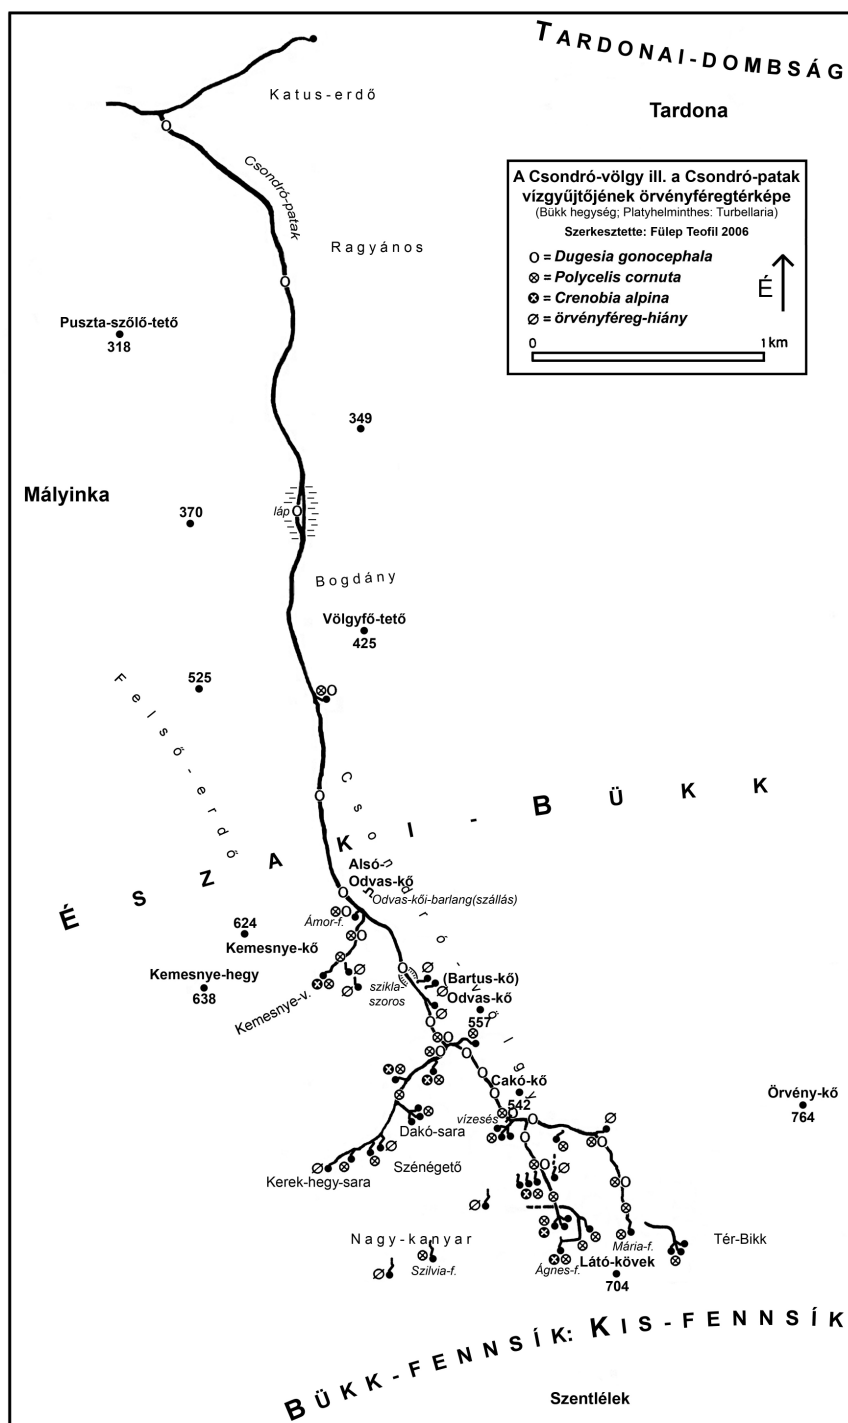 TARDONAI-DOMBSÁG
Katus-erdő
Tardona
Csondró-patak
A Csondró-völgy ill. a Csondró-patak
vízgyűjtőjének örvényféregtérképe
(Bükk hegység; Platyhelminthes: Turbellaria)
Szerkesztette: Fülep Teofil 2006
O = Dugesia gonocephala
⊗ = Polycelis cornuta
✪ = Crenobia alpina
∅ = örvényféreg-hiány
É
0 1 km
Ragyános
Puszta-szőlő-tető
318
349
Mályinka
370
láp
Bogdány
Völgyfő-tető
425
525
Felső-erdő
Csondró-völgy
ÉSZAKI-BÜKK
Alsó-
Odvas-kő
Odvas-kői-barlang(szállás)
Ámor-f.
624
Kemesnye-kő
Kemesnye-hegy
638
Kemesnye-v.
szikla-
szoros
(Bartus-kő)
Odvas-kő
557
Cakó-kő
542
vízesés
Örvény-kő
764
Dakó-sara
Szénégető
Kerek-hegy-sara
Nagy-kanyar
Szilvia-f.
Ágnes-f.
Mária-f.
Látó-kövek
704
Tér-Bikk
BÜKK-FENNSÍK: KIS-FENNSÍK
Szentlélek